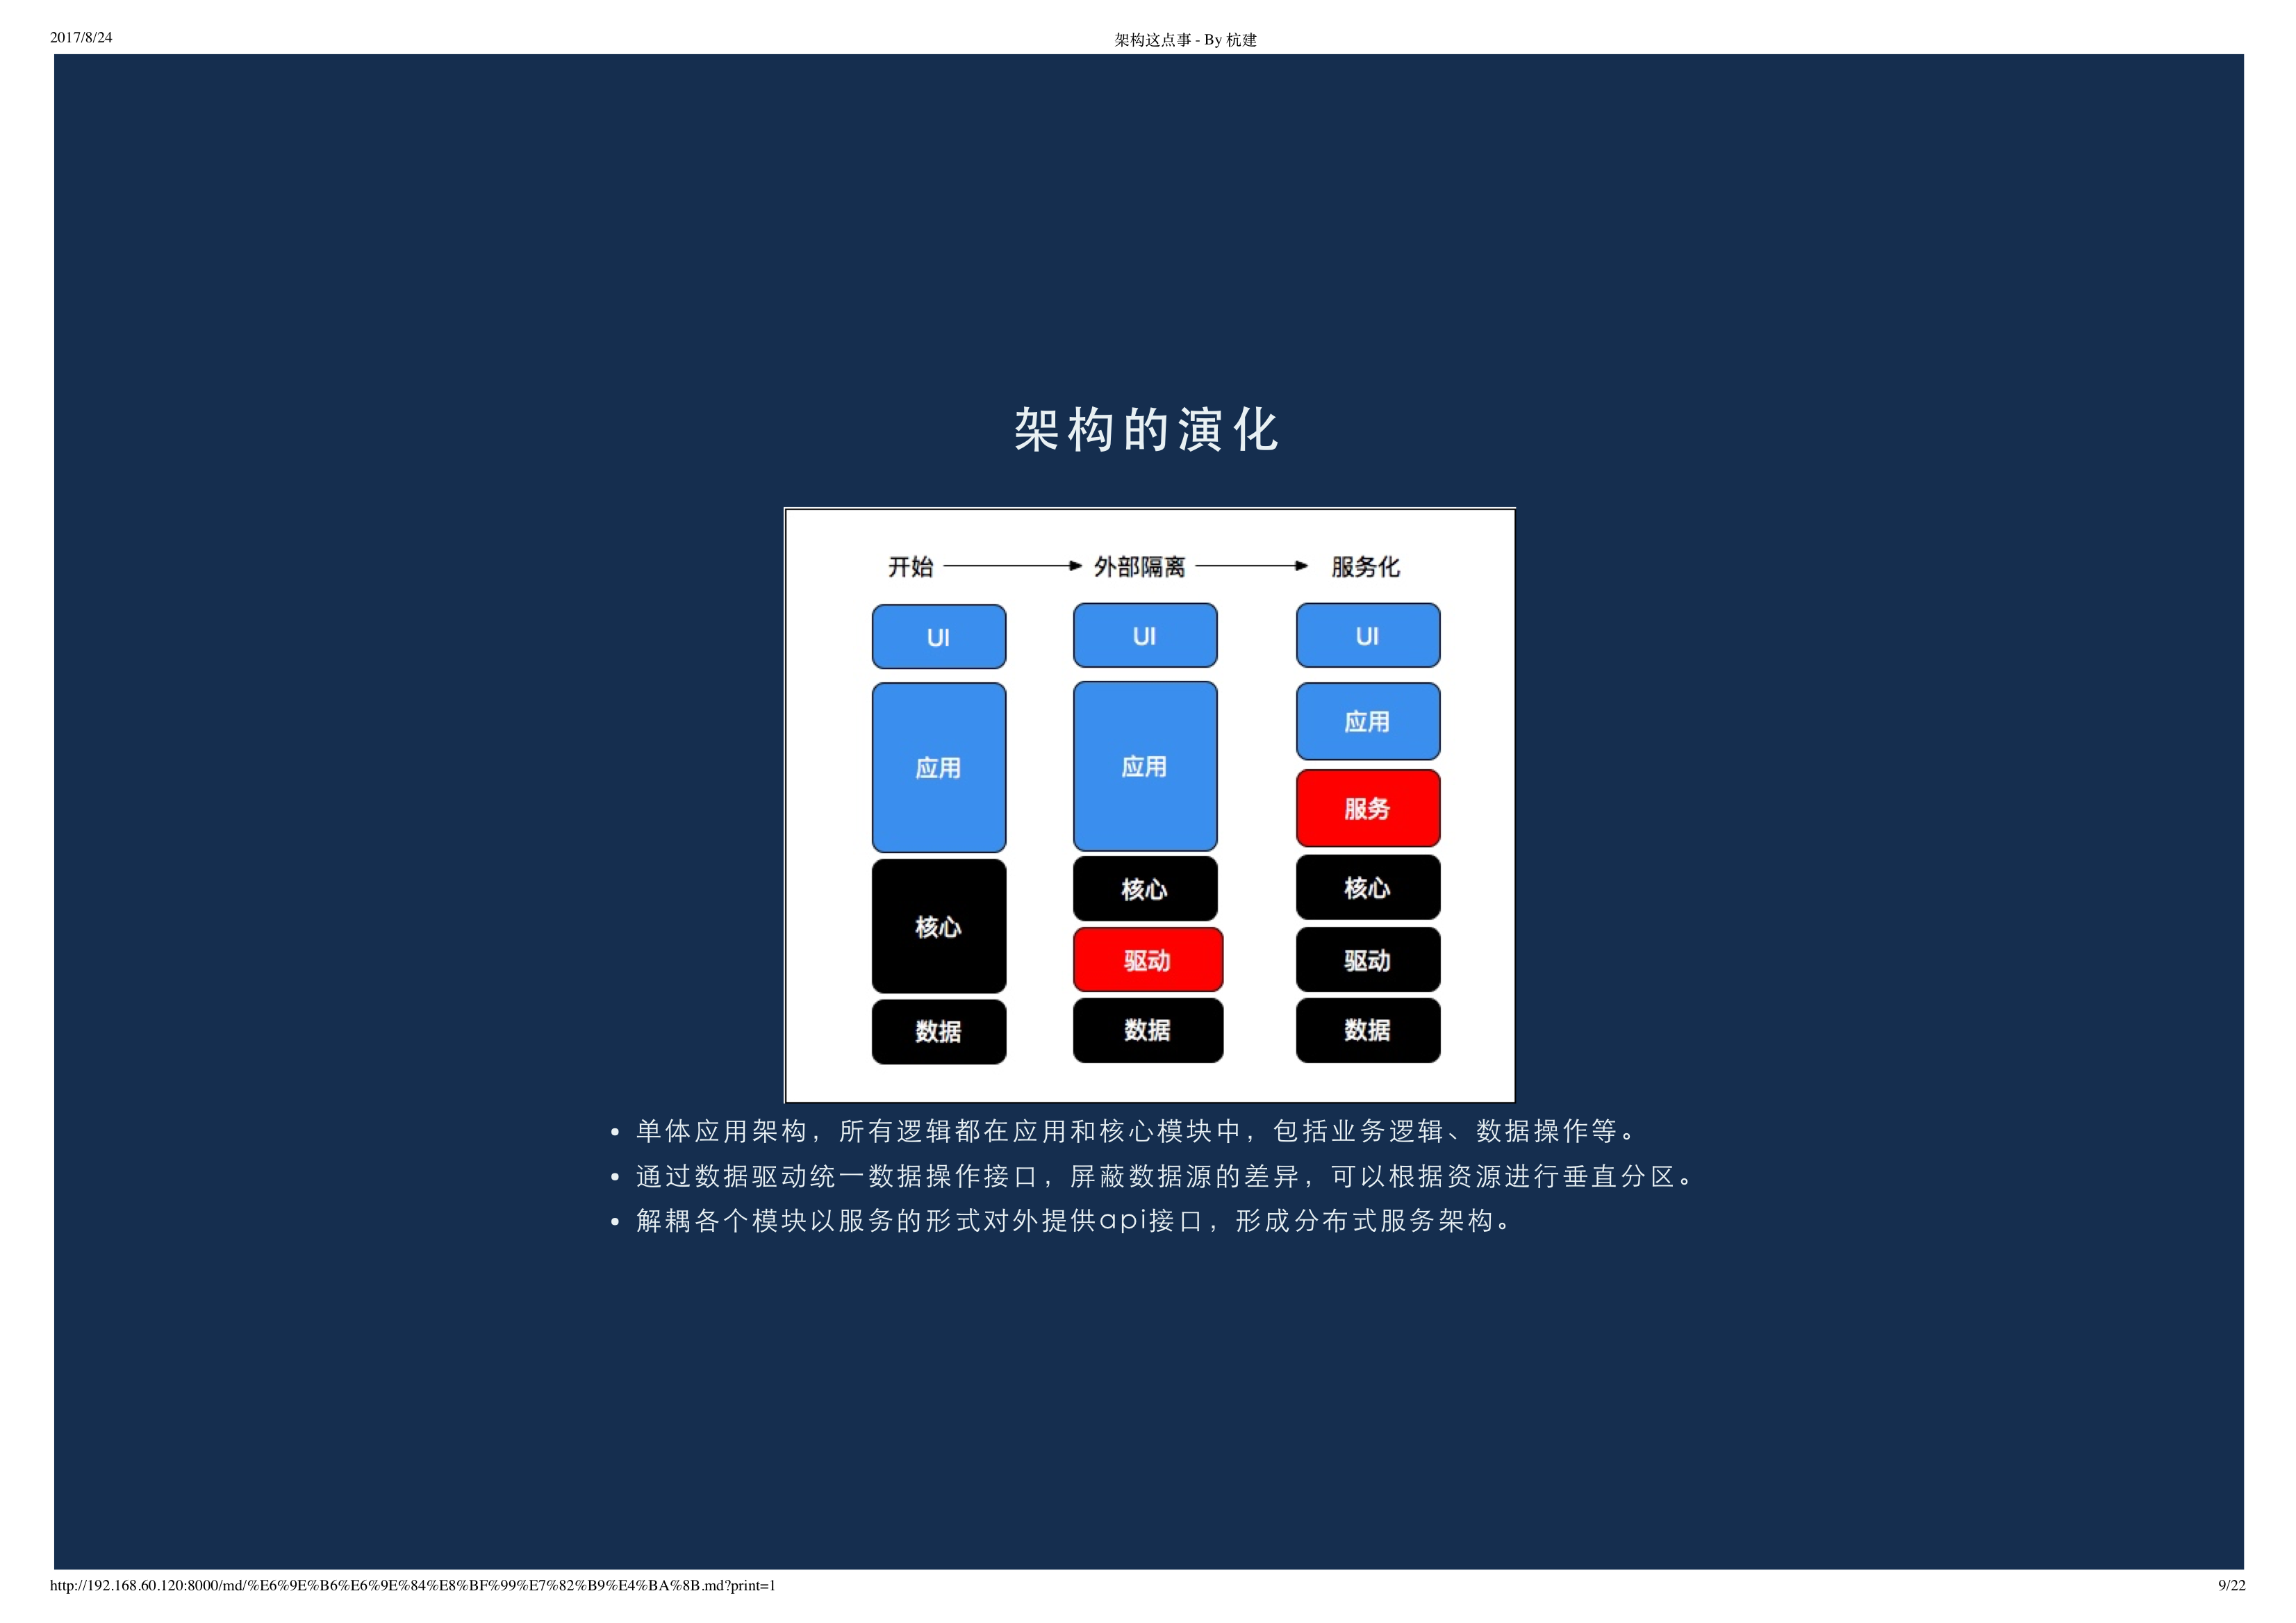 2017/8/24
架构这点事 - By 杭建
架构的演化
开始 外部隔离 服务化
UI UI UI
应用 应用 应用
服务
核心 核心 核心
驱动 驱动
数据 数据 数据
• 单体应用架构，所有逻辑都在应用和核心模块中，包括业务逻辑、数据操作等。
• 通过数据驱动统一数据操作接口，屏蔽数据源的差异，可以根据资源进行垂直分区。
• 解耦各个模块以服务的形式对外提供api接口，形成分布式服务架构。
http://192.168.60.120:8000/md/%E6%9E%B6%E6%9E%84%E8%BF%99%E7%82%B9%E4%BA%8B.md?print=1
9/22